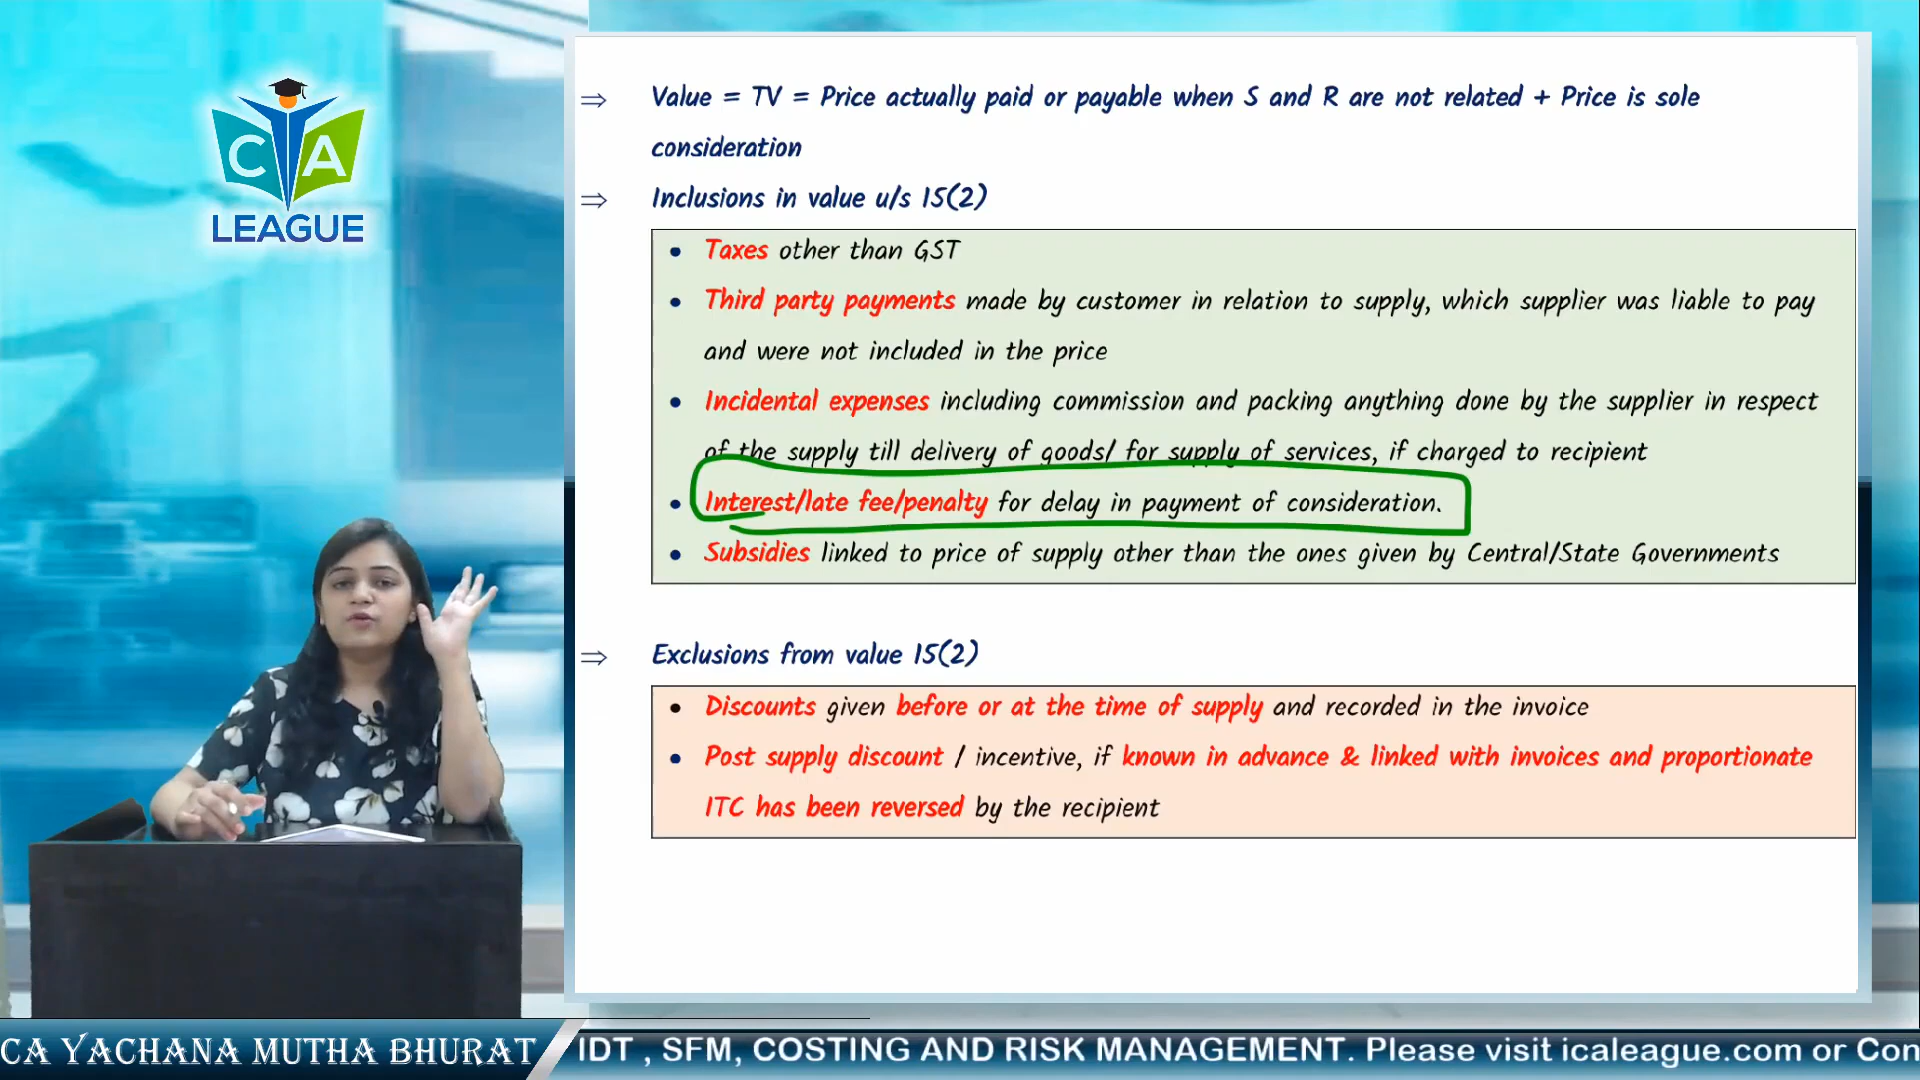 CA
LEAGUE
⇒ Value = TV = Price actually paid or payable when S and R are not related + Price is sole
consideration
⇒ Inclusions in value u/s 15(2)
• Taxes other than GST
• Third party payments made by customer in relation to supply, which supplier was liable to pay
and were not included in the price
• Incidental expenses including commission and packing anything done by the supplier in respect
of the supply till delivery of goods/ for supply of services, if charged to recipient
• Interest/late fee/penalty for delay in payment of consideration.
• Subsidies linked to price of supply other than the ones given by Central/State Governments
⇒ Exclusions from value 15(2)
• Discounts given before or at the time of supply and recorded in the invoice
• Post supply discount / incentive, if known in advance & linked with invoices and proportionate
ITC has been reversed by the recipient
CA YACHANA MUTHA BHURAT
IDT , SFM, COSTING AND RISK MANAGEMENT. Please visit icaleague.com or Con